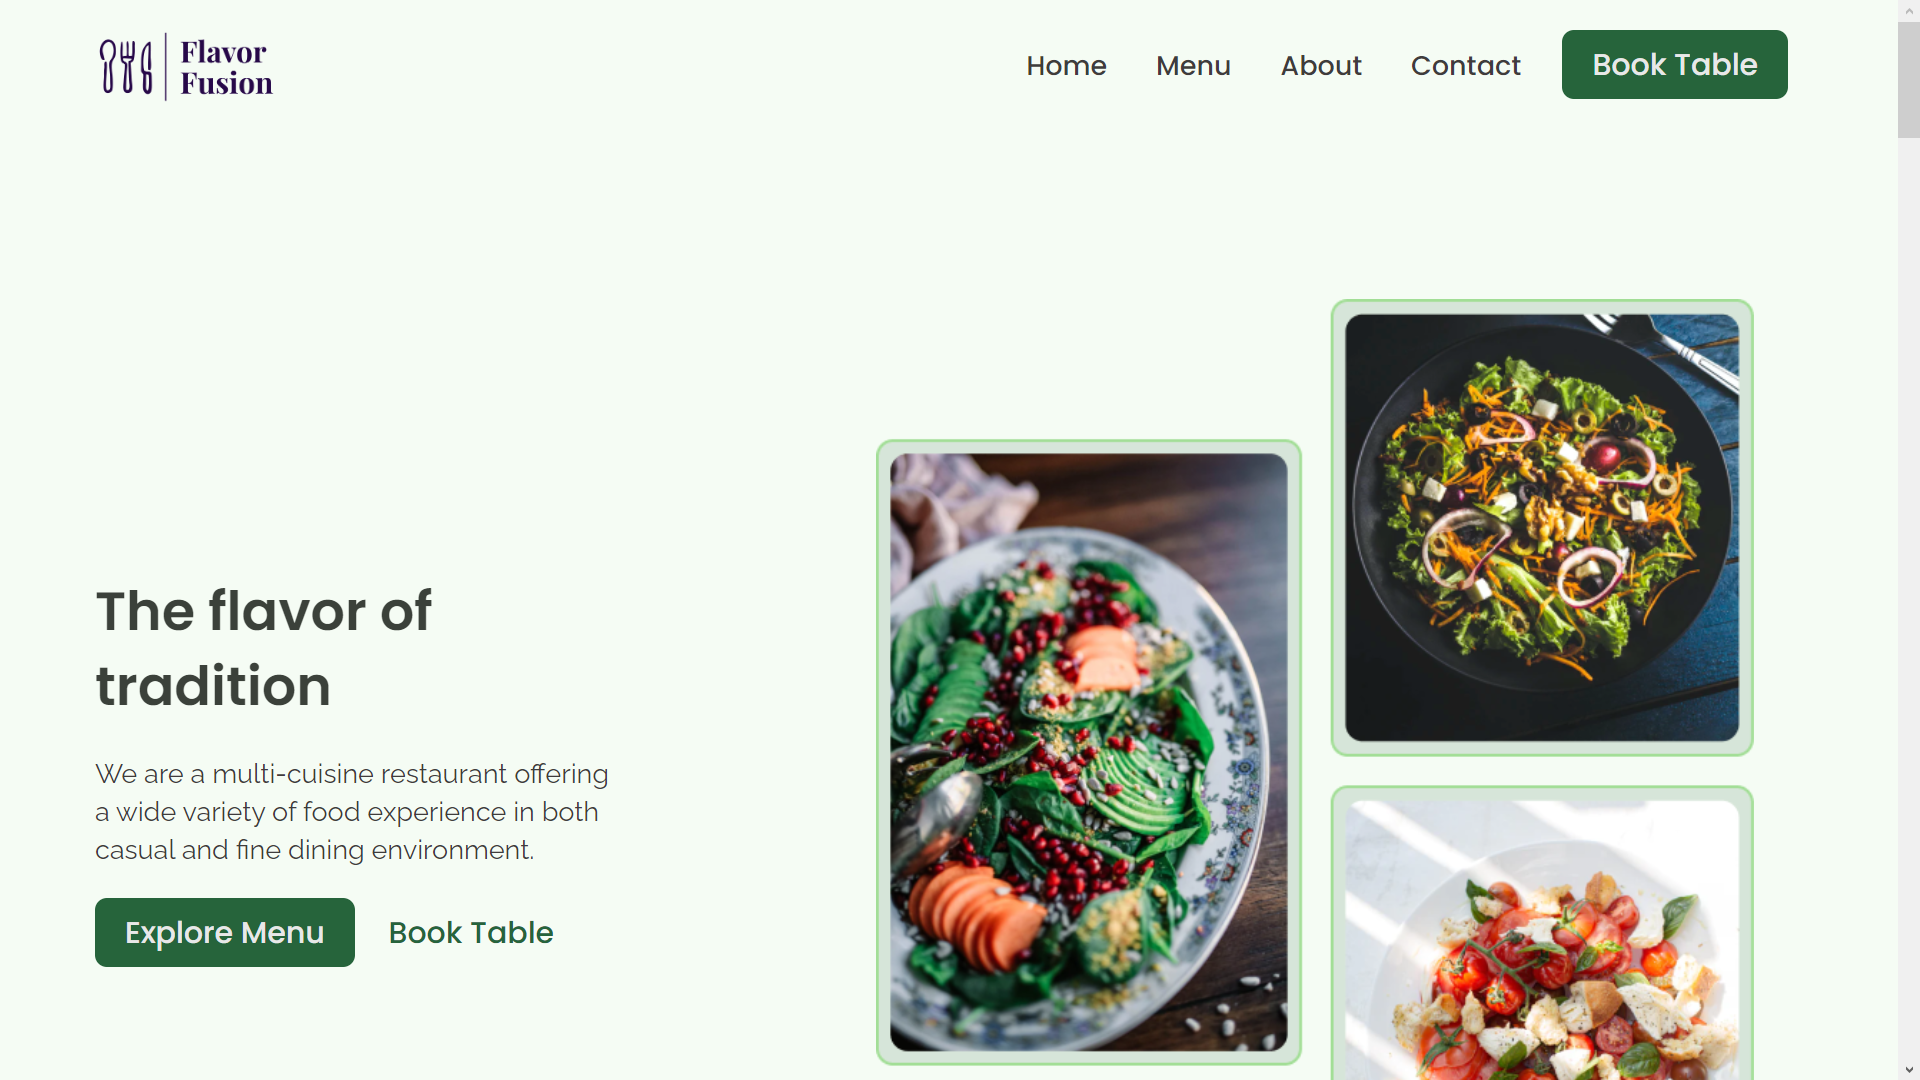 Flavor
Fusion
Home
Menu
About
Contact
Book Table
The flavor of
tradition
We are a multi-cuisine restaurant offering
a wide variety of food experience in both
casual and fine dining environment.
Explore Menu
Book Table